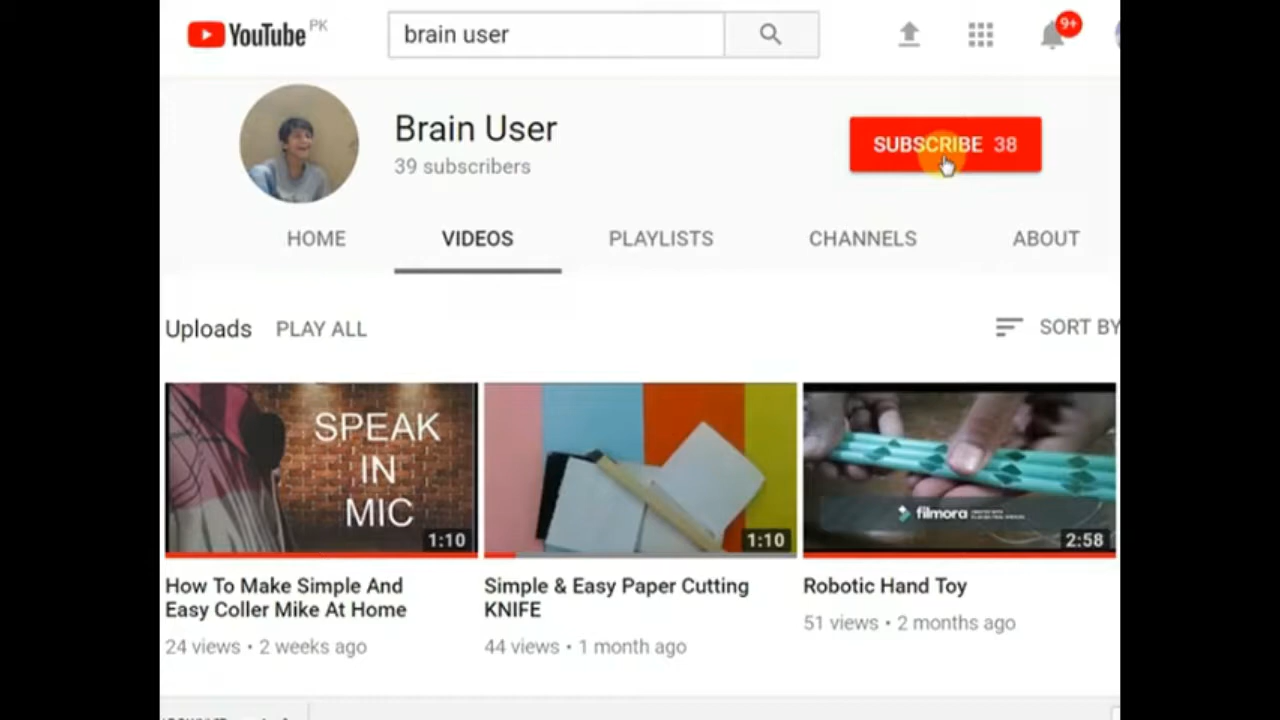 YouTube PK
brain user
9+
Brain User
39 subscribers
SUBSCRIBE 38
HOME VIDEOS PLAYLISTS CHANNELS ABOUT
Uploads PLAY ALL SORT BY
SPEAK
IN
MIC
1:10
1:10
filmora
2:58
How To Make Simple And
Easy Coller Mike At Home
24 views • 2 weeks ago
Simple & Easy Paper Cutting
KNIFE
44 views • 1 month ago
Robotic Hand Toy
51 views • 2 months ago